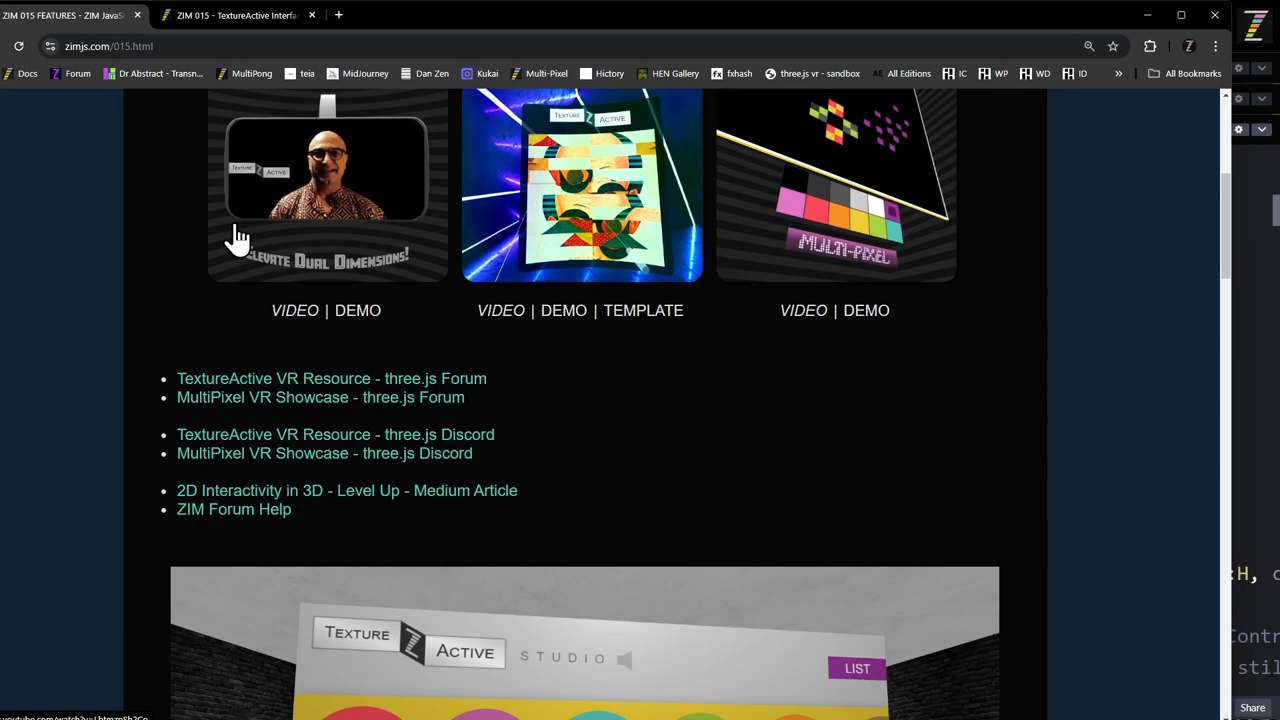 ZIM 015 FEATURES - ZIM JavaS
ZIM 015 - TextureActive Interfa
zimjs.com/015.html
Docs
Forum
Dr Abstract - Transn...
MultiPong
teia
MidJourney
Dan Zen
Kukai
Multi-Pixel
Hictory
HEN Gallery
fxhash
three.js vr - sandbox
All Editions
IC
WP
WD
ID
All Bookmarks
TEXTURE ACTIVE
ELEVATE DUAL DIMENSIONS!
TEXTURE ACTIVE
MULTI-PIXEL
VIDEO | DEMO
VIDEO | DEMO | TEMPLATE
VIDEO | DEMO
TextureActive VR Resource - three.js Forum
MultiPixel VR Showcase - three.js Forum
TextureActive VR Resource - three.js Discord
MultiPixel VR Showcase - three.js Discord
2D Interactivity in 3D - Level Up - Medium Article
ZIM Forum Help
TEXTURE ACTIVE STUDIO
LIST
:H, c
Contr
stil
Share